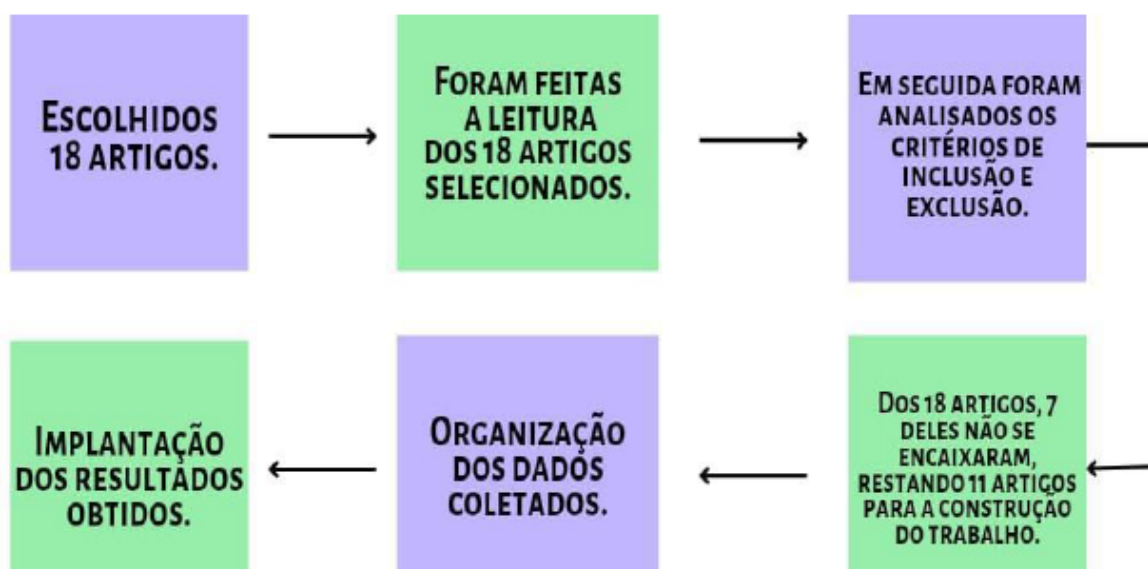 ESCOLHIDOS
18 ARTIGOS.
FORAM FEITAS
A LEITURA
DOS 18 ARTIGOS
SELECIONADOS.
EM SEGUIDA FORAM
ANALISADOS OS
CRITÉRIOS DE
INCLUSÃO E
EXCLUSÃO.
DOS 18 ARTIGOS, 7
DELES NÃO SE
ENCAIXARAM,
RESTANDO 11 ARTIGOS
PARA A CONSTRUÇÃO
DO TRABALHO.
ORGANIZAÇÃO
DOS DADOS
COLETADOS.
IMPLANTAÇÃO
DOS RESULTADOS
OBTIDOS.